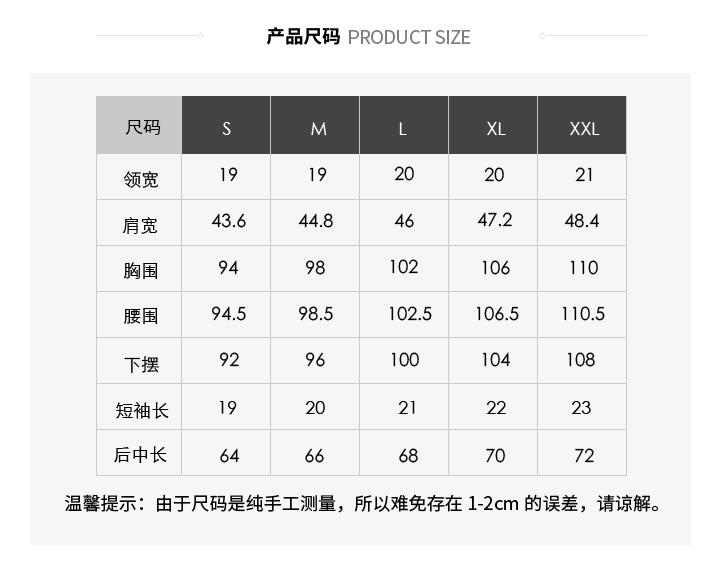 产品尺码 PRODUCT SIZE
尺码 S M L XL XXL
领宽 19 19 20 20 21
肩宽 43.6 44.8 46 47.2 48.4
胸围 94 98 102 106 110
腰围 94.5 98.5 102.5 106.5 110.5
下摆 92 96 100 104 108
短袖长 19 20 21 22 23
后中长 64 66 68 70 72
温馨提示：由于尺码是纯手工测量，所以难免存在 1-2cm 的误差，请谅解。